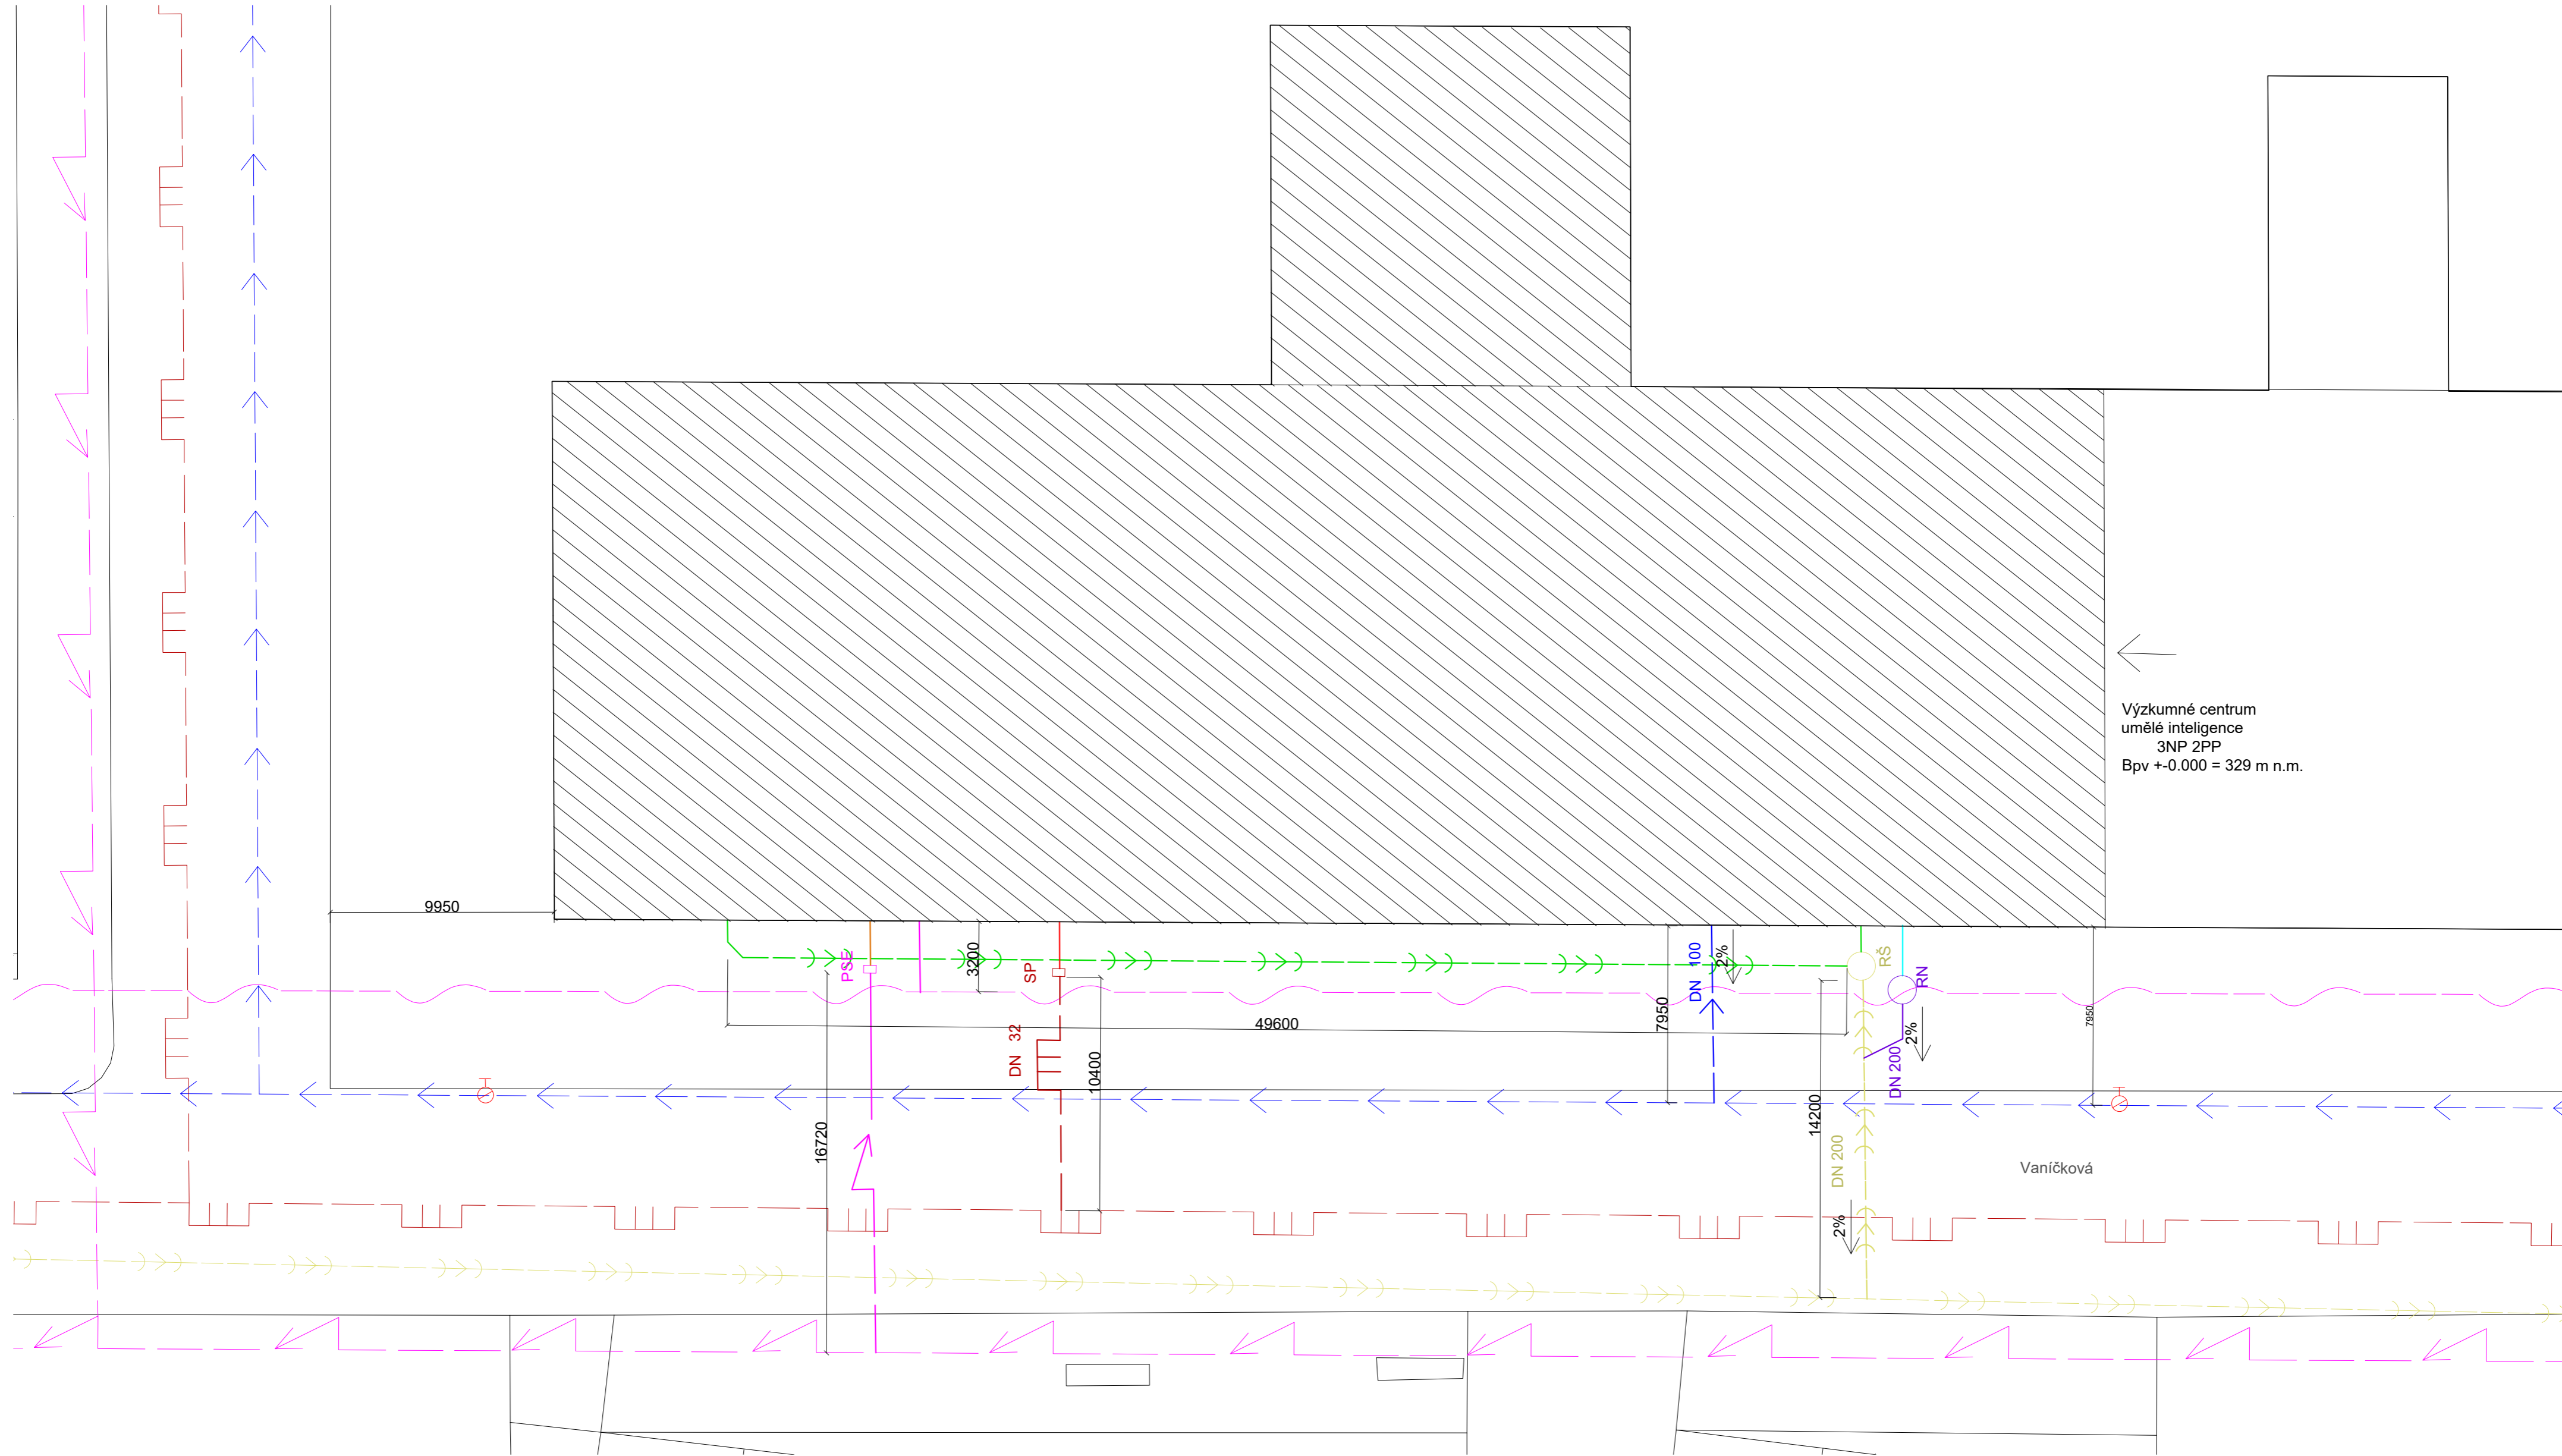 Výzkumné centrum
umělé inteligence
3NP 2PP
Bpv +-0.000 = 329 m n.m.
9950
PSE
3200
SP
DN 100
2%
RŠ
RN
7950
49600
DN 32
10400
2%
DN 200
7950
16720
14200
DN 200
2%
Vaníčková